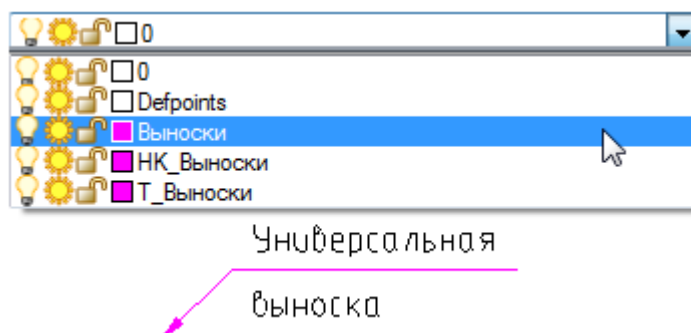 0
0
Defpoints
Выноски
НК_Выноски
Т_Выноски
Универсальная
выноска